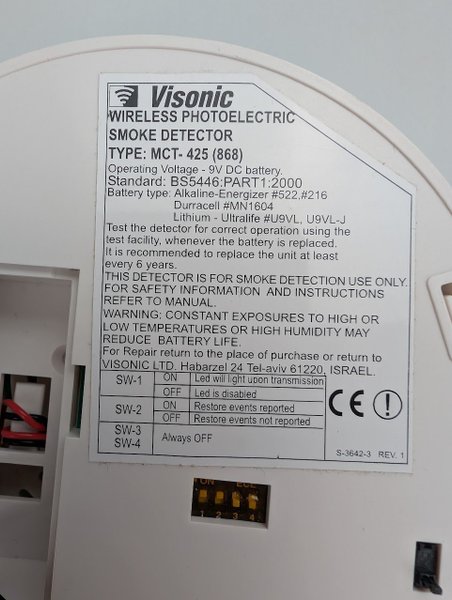 Visonic
WIRELESS PHOTOELECTRIC
SMOKE DETECTOR
TYPE: MCT- 425 (868)
Operating Voltage - 9V DC battery.
Standard: BS5446:PART1:2000
Battery type: Alkaline-Energizer #522,#216
Durracell #MN1604
Lithium - Ultralife #U9VL, U9VL-J
Test the detector for correct operation using the
test facility, whenever the battery is replaced.
It is recommended to replace the unit at least
every 6 years.
THIS DETECTOR IS FOR SMOKE DETECTION USE ONLY.
FOR SAFETY INFORMATION AND INSTRUCTIONS
REFER TO MANUAL.
WARNING: CONSTANT EXPOSURES TO HIGH OR
LOW TEMPERATURES OR HIGH HUMIDITY MAY
REDUCE BATTERY LIFE.
For Repair return to the place of purchase or return to
VISONIC LTD. Habarzel 24 Tel-aviv 61220, ISRAEL.
SW-1 ON Led will light upon transmission
OFF Led is disabled
SW-2 ON Restore events reported
OFF Restore events not reported
SW-3
SW-4 Always OFF
CE
S-3642-3 REV. 1
ON ECE
1 2 3 4